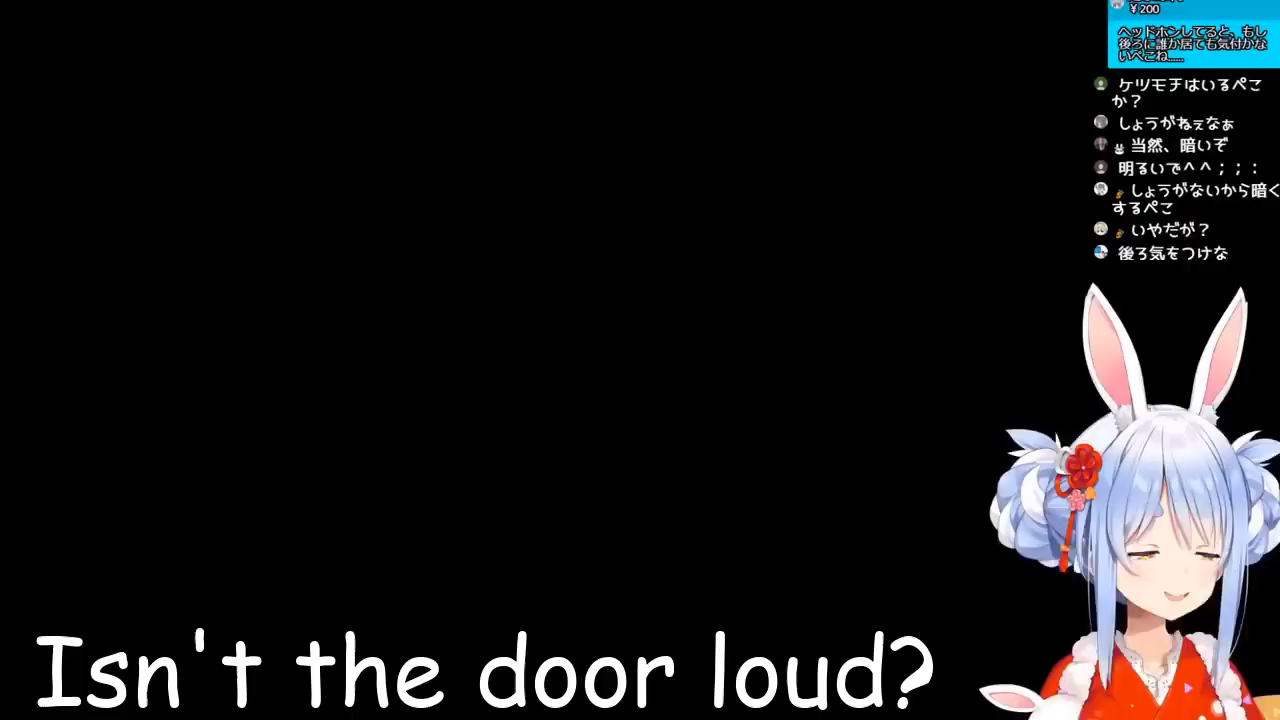 ¥200
ヘッドホンしてると、もし
後ろに誰か居ても気付かな
いぺこね……
ケツモチはいるぺこ
か？
しょうがねぇなぁ
当然、暗いぞ
明るいで^^；；：
しょうがないから暗く
するぺこ
いやだが？
後ろ気をつけな
Isn't the door loud?